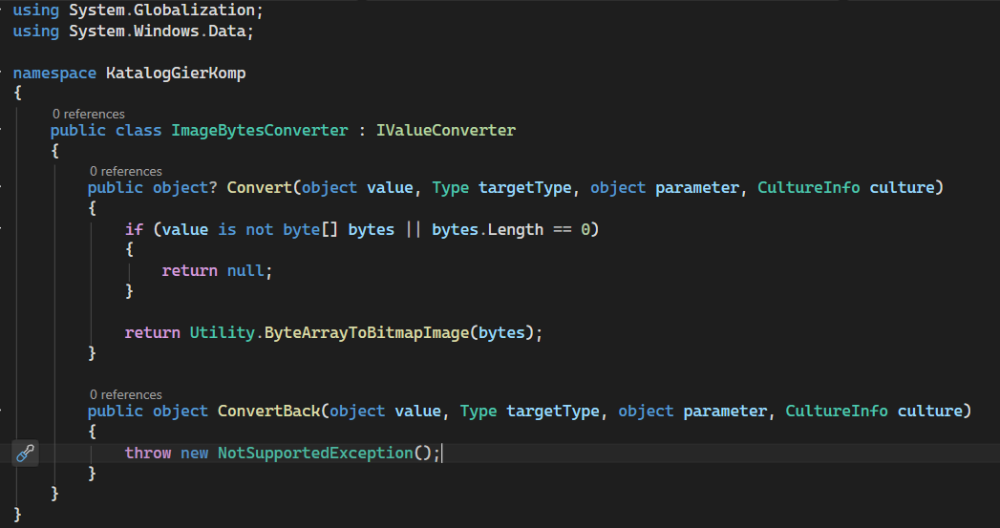 using System.Globalization;
using System.Windows.Data;
namespace KatalogGierKomp
{
0 references
public class ImageBytesConverter : IValueConverter
{
0 references
public object? Convert(object value, Type targetType, object parameter, CultureInfo culture)
{
if (value is not byte[] bytes || bytes.Length == 0)
{
return null;
}
return Utility.ByteArrayToBitmapImage(bytes);
}
0 references
public object ConvertBack(object value, Type targetType, object parameter, CultureInfo culture)
{
throw new NotSupportedException();
}
}
}